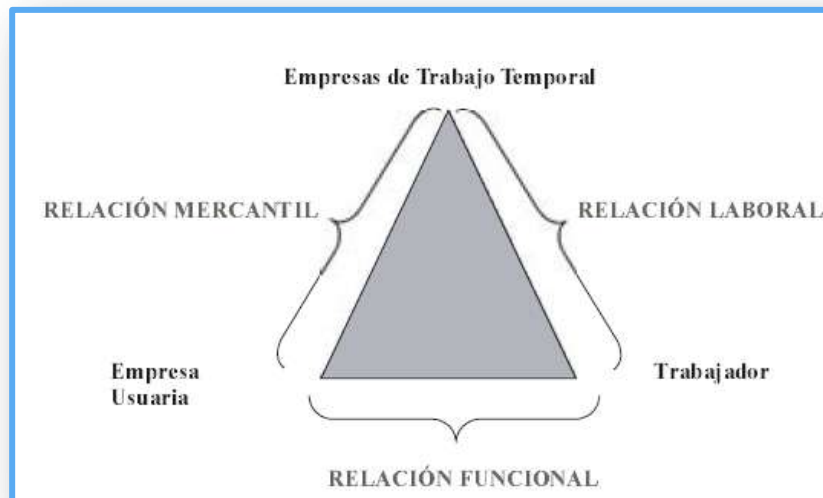 Empresas de Trabajo Temporal
RELACIÓN MERCANTIL
RELACIÓN LABORAL
Empresa
Usuaria
Trabajador
RELACIÓN FUNCIONAL